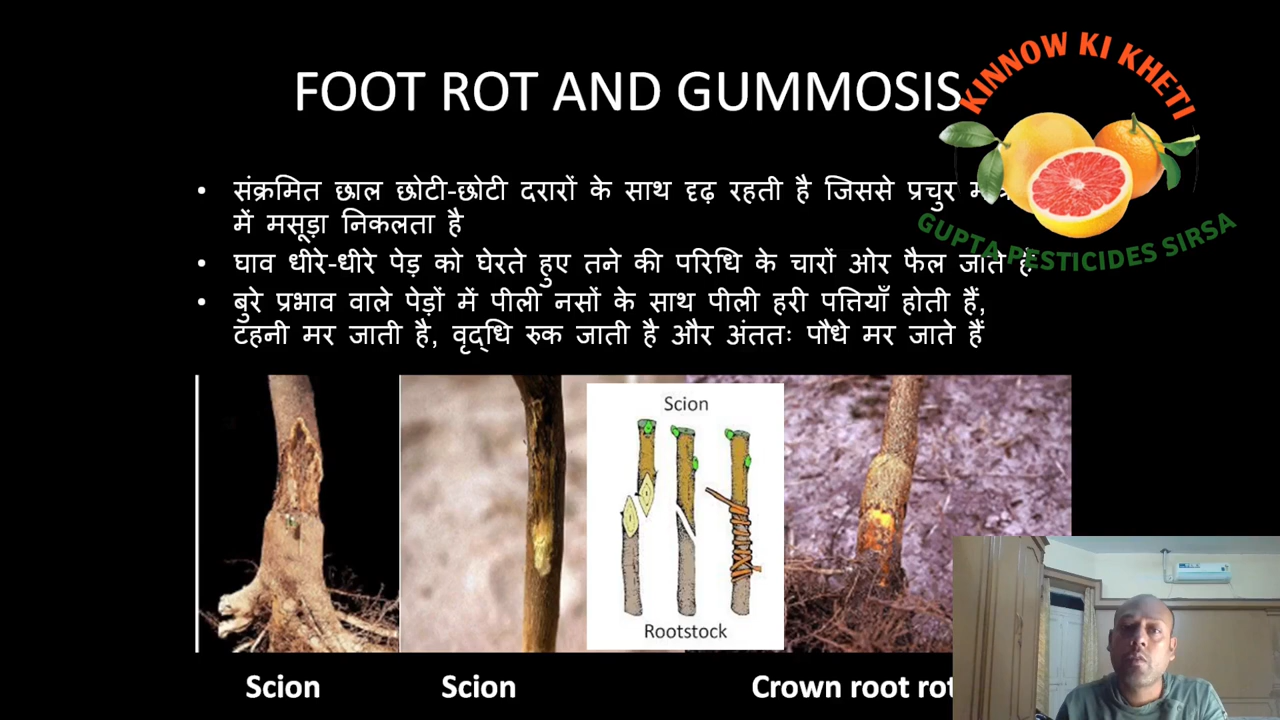 KINNOW KI KHETI
GUPTA PESTICIDES SIRSA
FOOT ROT AND GUMMOSIS
• संक्रमित छाल छोटी-छोटी दरारों के साथ दृढ़ रहती है जिससे प्रचुर
में मसूड़ा निकलता है
• घाव धीरे-धीरे पेड़ को घेरते हुए तने की परिधि के चारों ओर फैल जाते हैं
• बुरे प्रभाव वाले पेड़ों में पीली नसों के साथ पीली हरी पत्तियाँ होती हैं,
टहनी मर जाती है, वृद्धि रुक जाती है और अंततः पौधे मर जाते हैं
Scion
Rootstock
Scion
Scion
Crown root rot